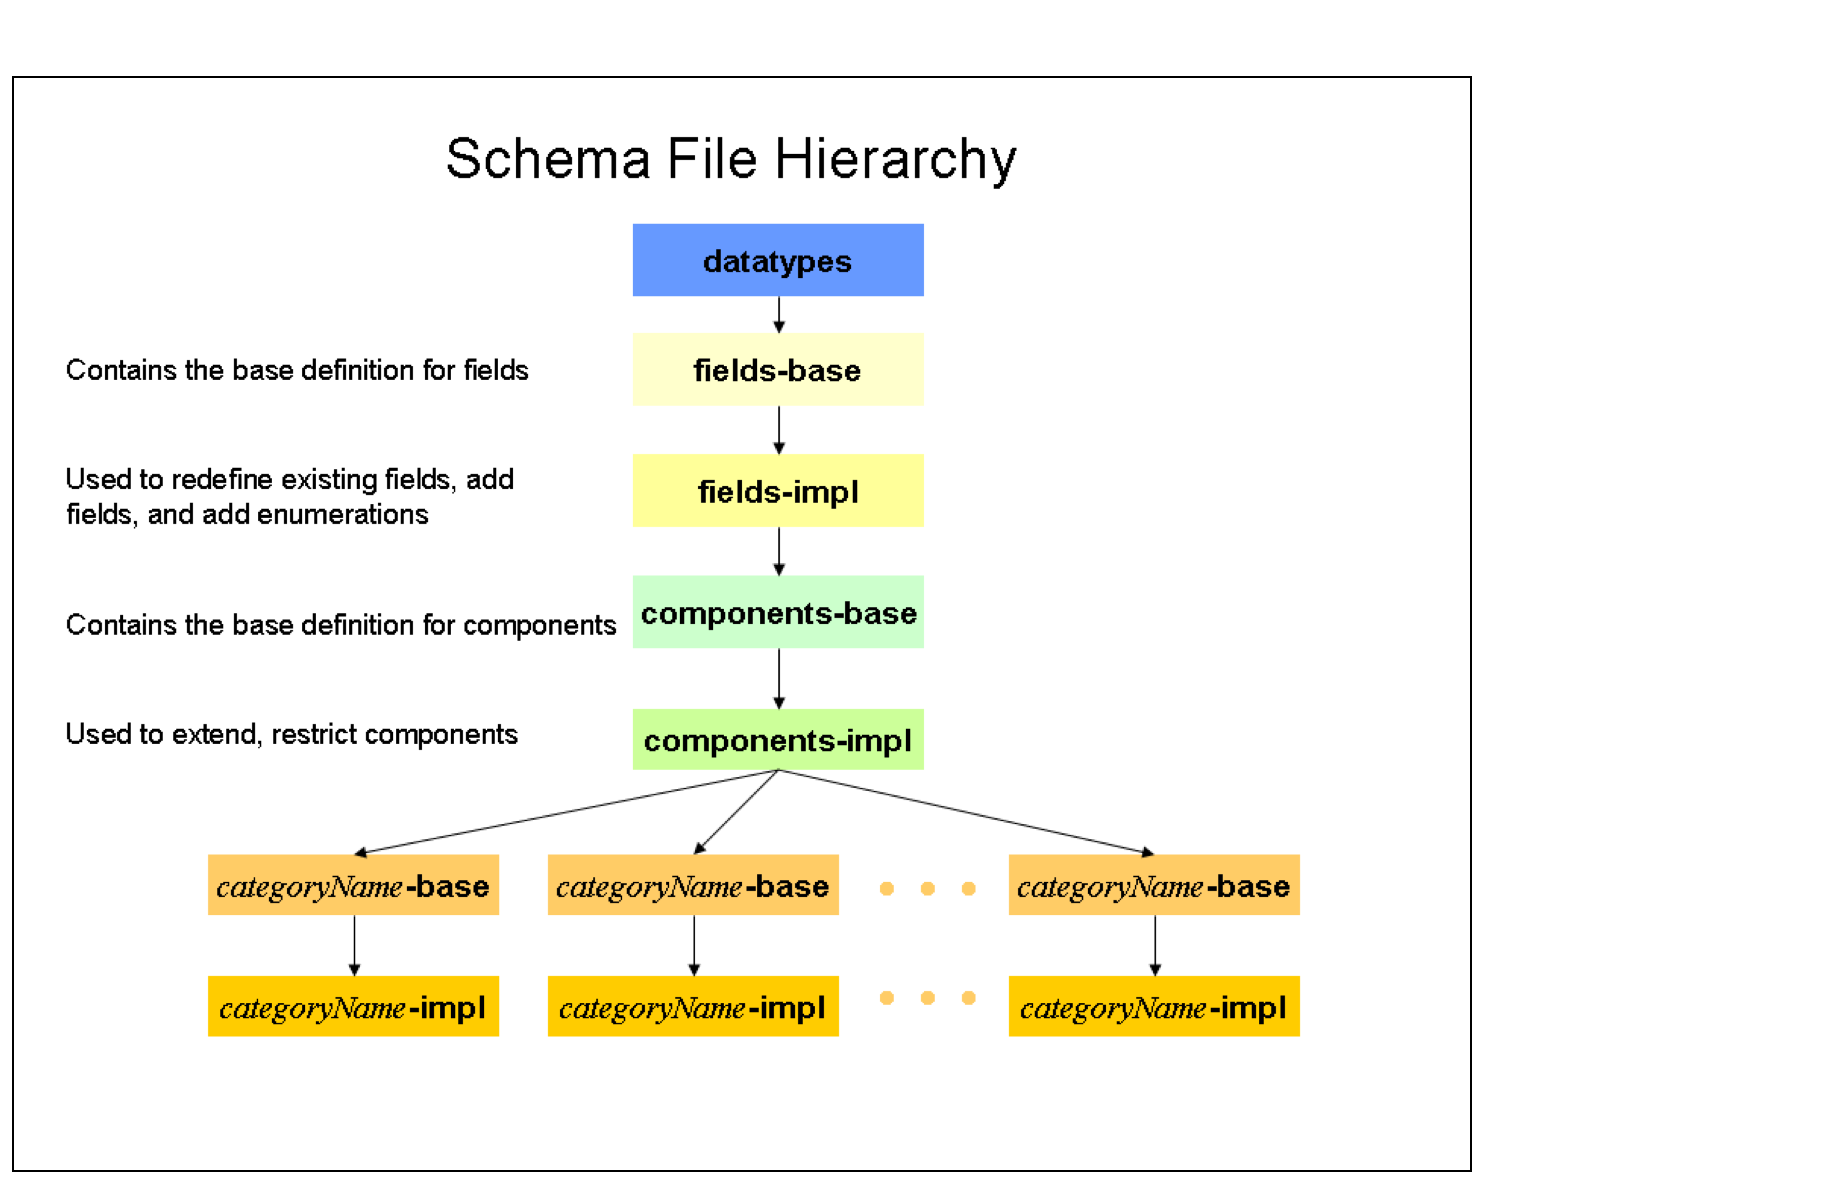 Schema File Hierarchy
datatypes
Contains the base definition for fields
fields-base
Used to redefine existing fields, add
fields, and add enumerations
fields-impl
Contains the base definition for components
components-base
Used to extend, restrict components
components-impl
categoryName-base
categoryName-base
categoryName-base
categoryName-impl
categoryName-impl
categoryName-impl